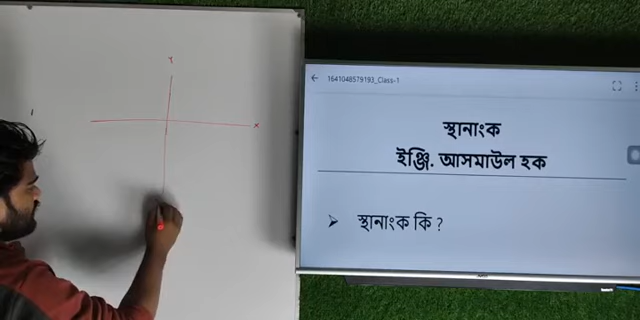 Y
X
1641048579193_Class-1
স্থানাংক
ইঞ্জি. আসমাউল হক
➢ স্থানাংক কি ?